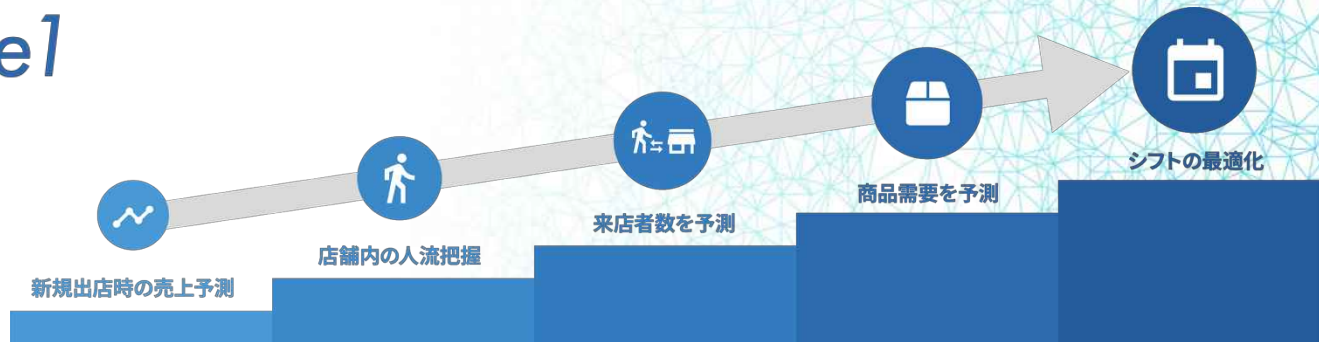 e1
新規出店時の売上予測
店舗内の人流把握
来店者数を予測
商品需要を予測
シフトの最適化